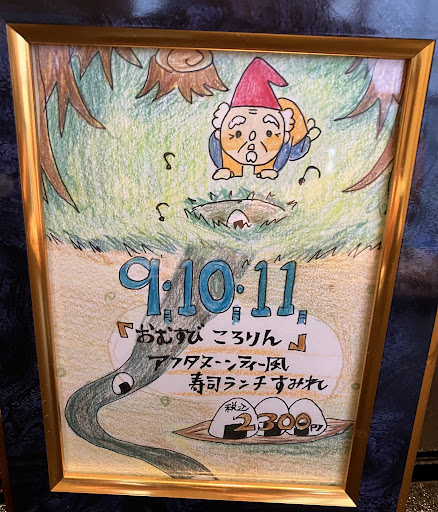 9.10.11.
『おむすび ころりん』
アフタヌーンティー風
寿司ランチすみれ
税込
2300円